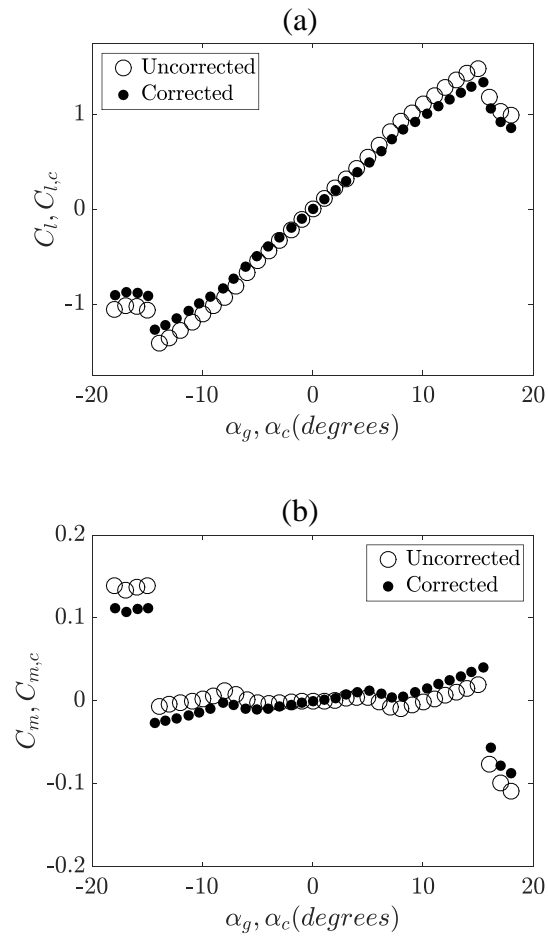 (a)
Uncorrected
Corrected
1
0
-1
C_l, C_{l,c}
-20
-10
0
10
20
α_g, α_c(degrees)
(b)
0.2
Uncorrected
Corrected
0.1
0
-0.1
-0.2
C_m, C_{m,c}
-20
-10
0
10
20
α_g, α_c(degrees)